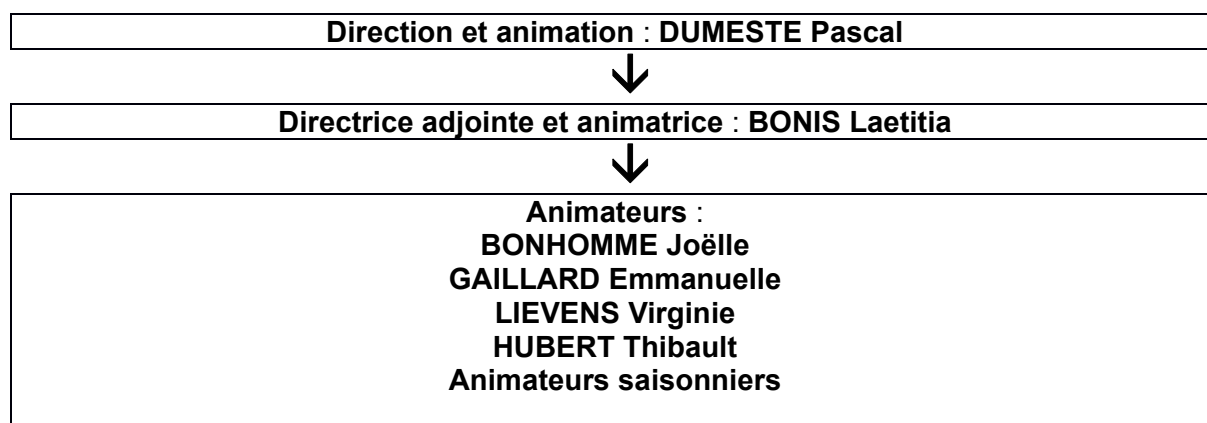 Direction et animation : DUMESTE Pascal
Directrice adjointe et animatrice : BONIS Laetitia
Animateurs :
BONHOMME Joëlle
GAILLARD Emmanuelle
LIEVENS Virginie
HUBERT Thibault
Animateurs saisonniers